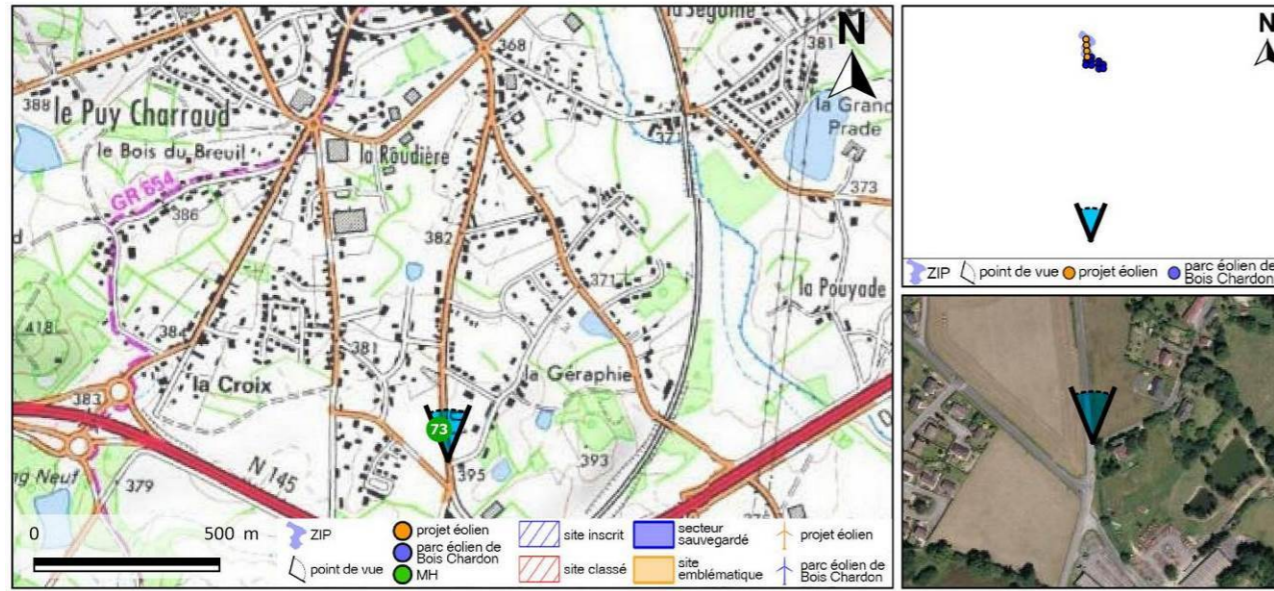 la Ségoine
368
381
N
388
le Puy Charraud
le Bois du Breuil
la Roudière
la Grand
Prade
GR 654
386
373
382
371
la Pouyade
418
384
381
la Croix
la Géraphie
383
73
395
393
N 145
379
0 500 m
ZIP
point de vue
projet éolien
parc éolien de
Bois Chardon
MH
site inscrit
site classé
secteur
sauvegardé
site
emblématique
projet éolien
parc éolien de
Bois Chardon
N
ZIP
point de vue
projet éolien
parc éolien de
Bois Chardon